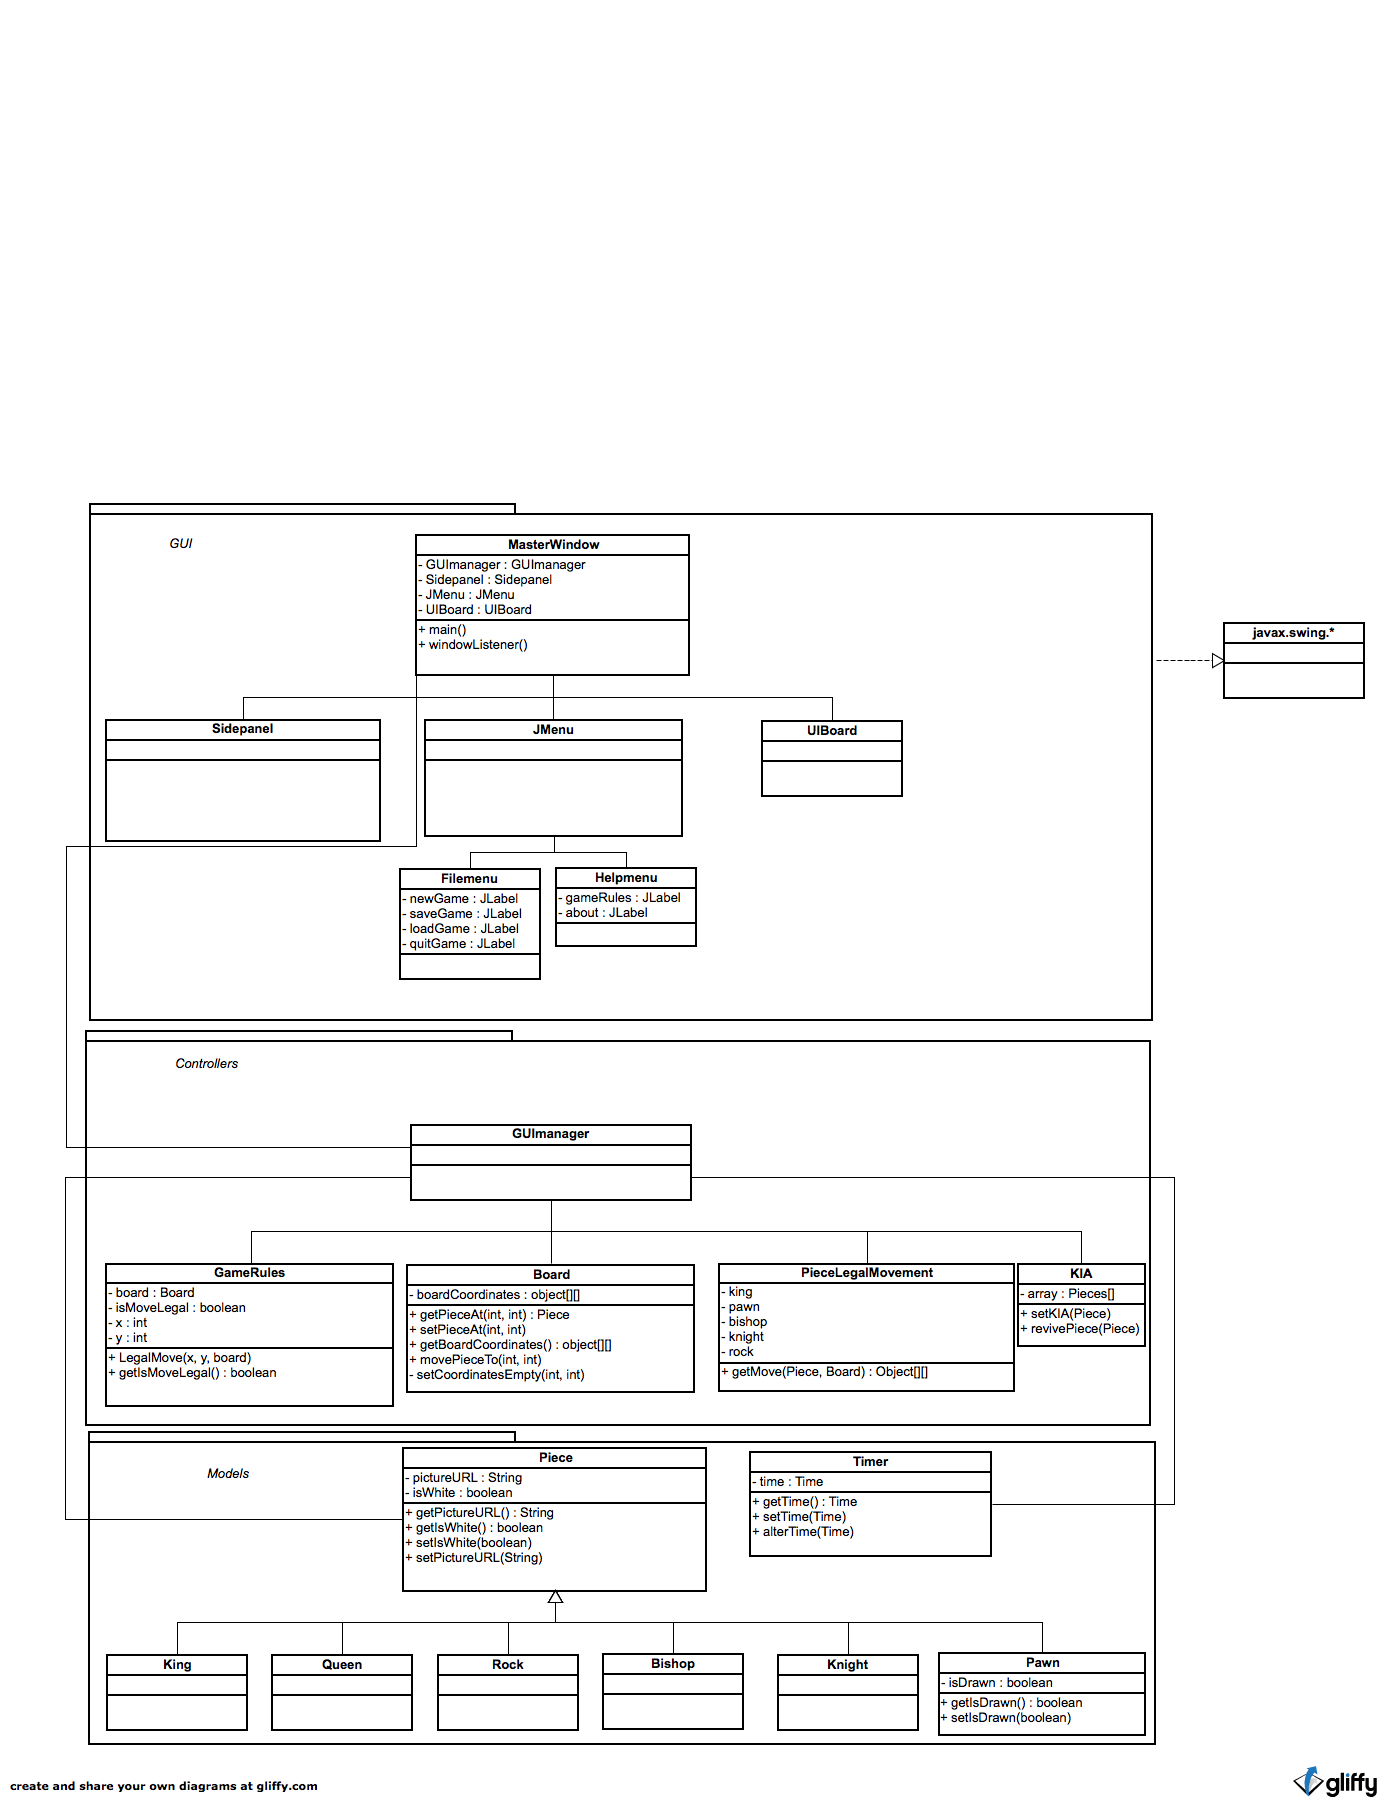 GUI
MasterWindow
- GUImanager : GUImanager
- Sidepanel : Sidepanel
- JMenu : JMenu
- UIBoard : UIBoard
+ main()
+ windowListener()
javax.swing.*
Sidepanel
JMenu
UIBoard
Filemenu
- newGame : JLabel
- saveGame : JLabel
- loadGame : JLabel
- quitGame : JLabel
Helpmenu
- gameRules : JLabel
- about : JLabel
Controllers
GUImanager
GameRules
- board : Board
- isMoveLegal : boolean
- x : int
- y : int
+ LegalMove(x, y, board)
+ getIsMoveLegal() : boolean
Board
- boardCoordinates : object[][]
+ getPieceAt(int, int) : Piece
+ setPieceAt(int, int)
+ getBoardCoordinates() : object[][]
+ movePieceTo(int, int)
- setCoordinatesEmpty(int, int)
PieceLegalMovement
- king
- pawn
- bishop
- knight
- rock
+ getMove(Piece, Board) : Object[][]
KIA
- array : Pieces[]
+ setKIA(Piece)
+ revivePiece(Piece)
Models
Piece
- pictureURL : String
- isWhite : boolean
+ getPictureURL() : String
+ getIsWhite() : boolean
+ setIsWhite(boolean)
+ setPictureURL(String)
Timer
- time : Time
+ getTime() : Time
+ setTime(Time)
+ alterTime(Time)
King
Queen
Rock
Bishop
Knight
Pawn
- isDrawn : boolean
+ getIsDrawn() : boolean
+ setIsDrawn(boolean)
create and share your own diagrams at gliffy.com
gliffy